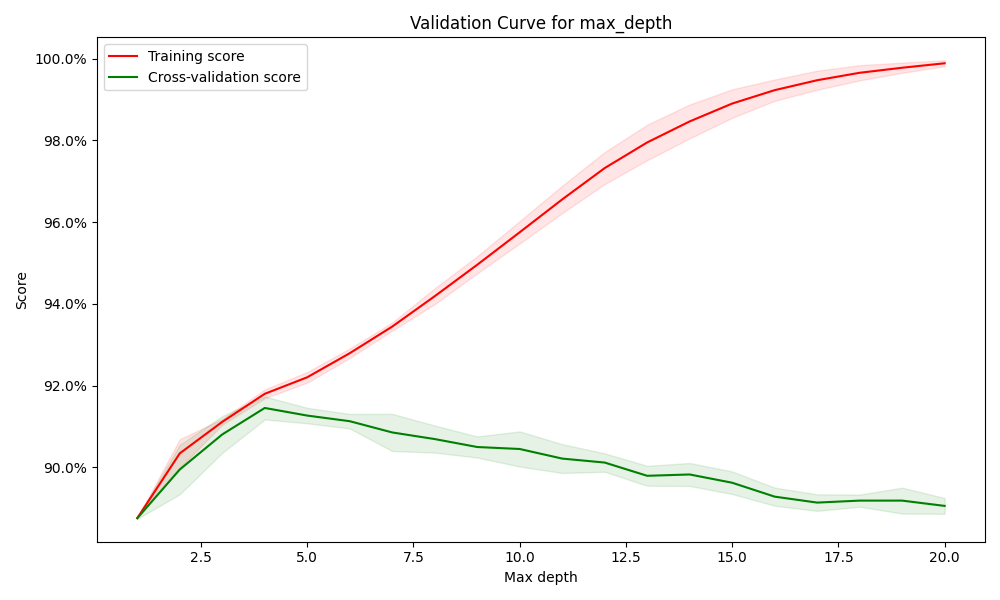 Validation Curve for max_depth
Training score
Cross-validation score
100.0%
98.0%
96.0%
94.0%
92.0%
90.0%
Score
2.5 5.0 7.5 10.0 12.5 15.0 17.5 20.0
Max depth